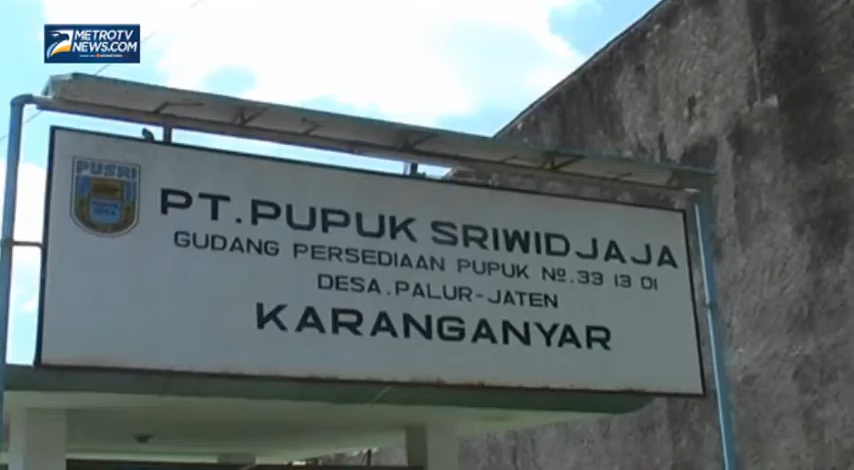 METROTV
NEWS.COM
PUSRI
PT. PUPUK SRIWIDJAJA
GUDANG PERSEDIAAN PUPUK No. 33 13 01
DESA. PALUR-JATEN
KARANGANYAR